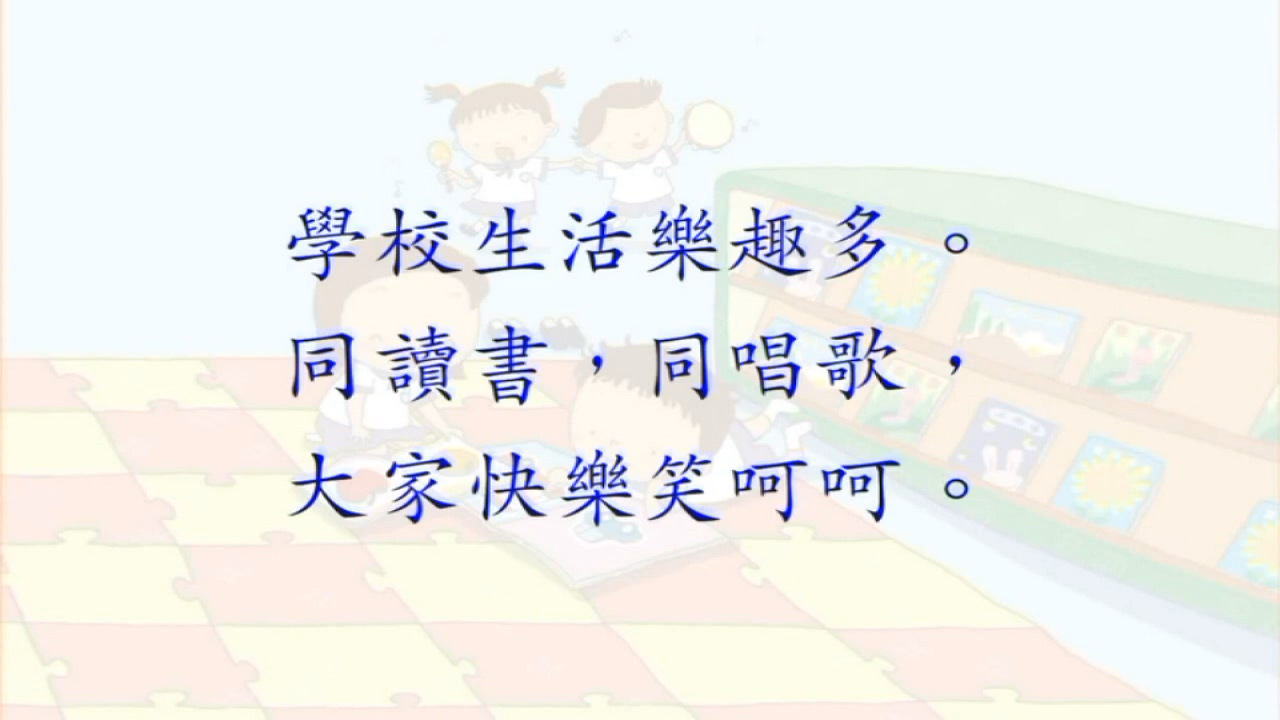 學校生活樂趣多。
同讀書，同唱歌，
大家快樂笑呵呵。